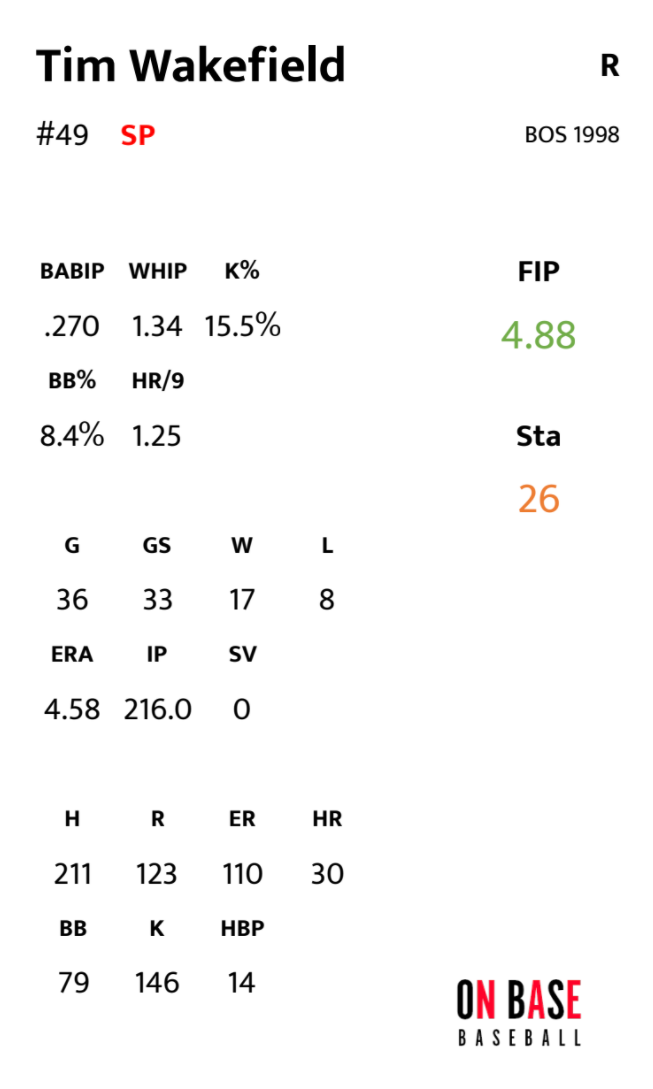 Tim Wakefield R
#49 SP BOS 1998
BABIP WHIP K% FIP
.270 1.34 15.5% 4.88
BB% HR/9
8.4% 1.25 Sta
26
G GS W L
36 33 17 8
ERA IP SV
4.58 216.0 0
H R ER HR
211 123 110 30
BB K HBP
79 146 14
ON BASE
BASEBALL